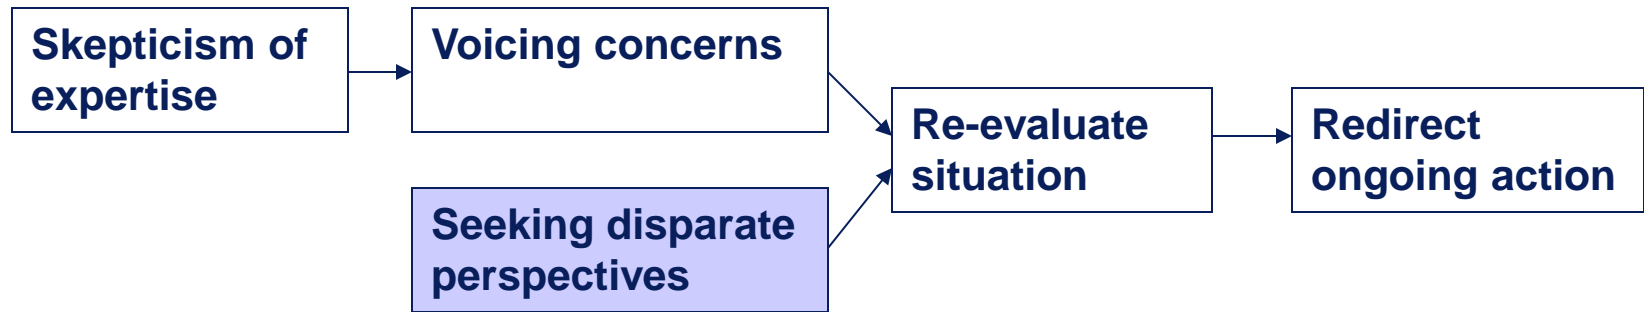 Skepticism of
expertise
Voicing concerns
Seeking disparate
perspectives
Re-evaluate
situation
Redirect
ongoing action